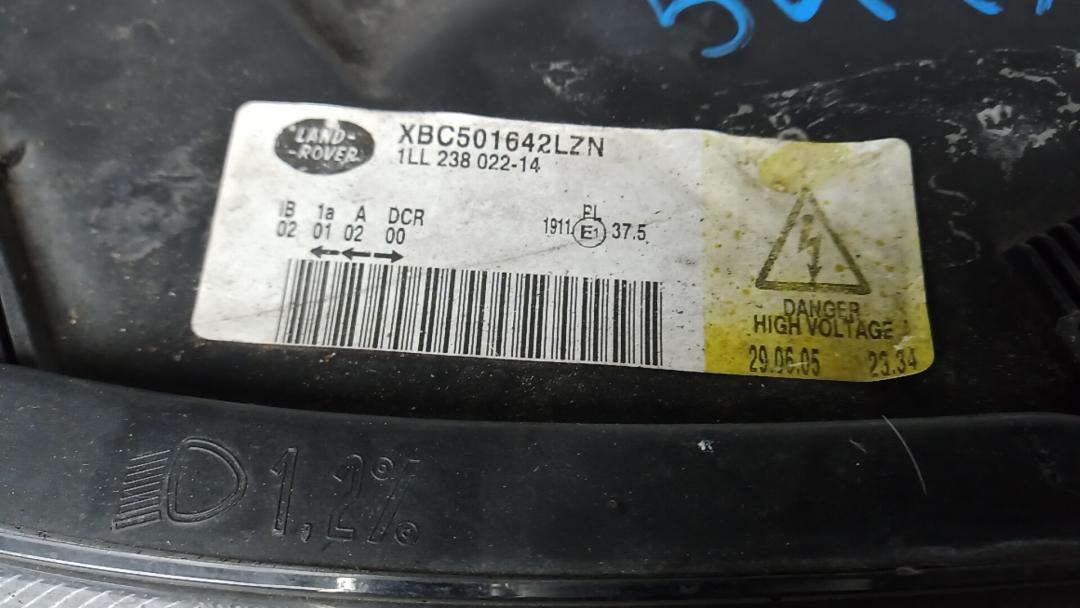 LAND-
-ROVER
XBC501642LZN
1LL 238 022-14
IB 1a A DCR
02 01 02 00
PL
1911 E1 37.5
DANGER
HIGH VOLTAGE
29.06.05 23.34
1,2%